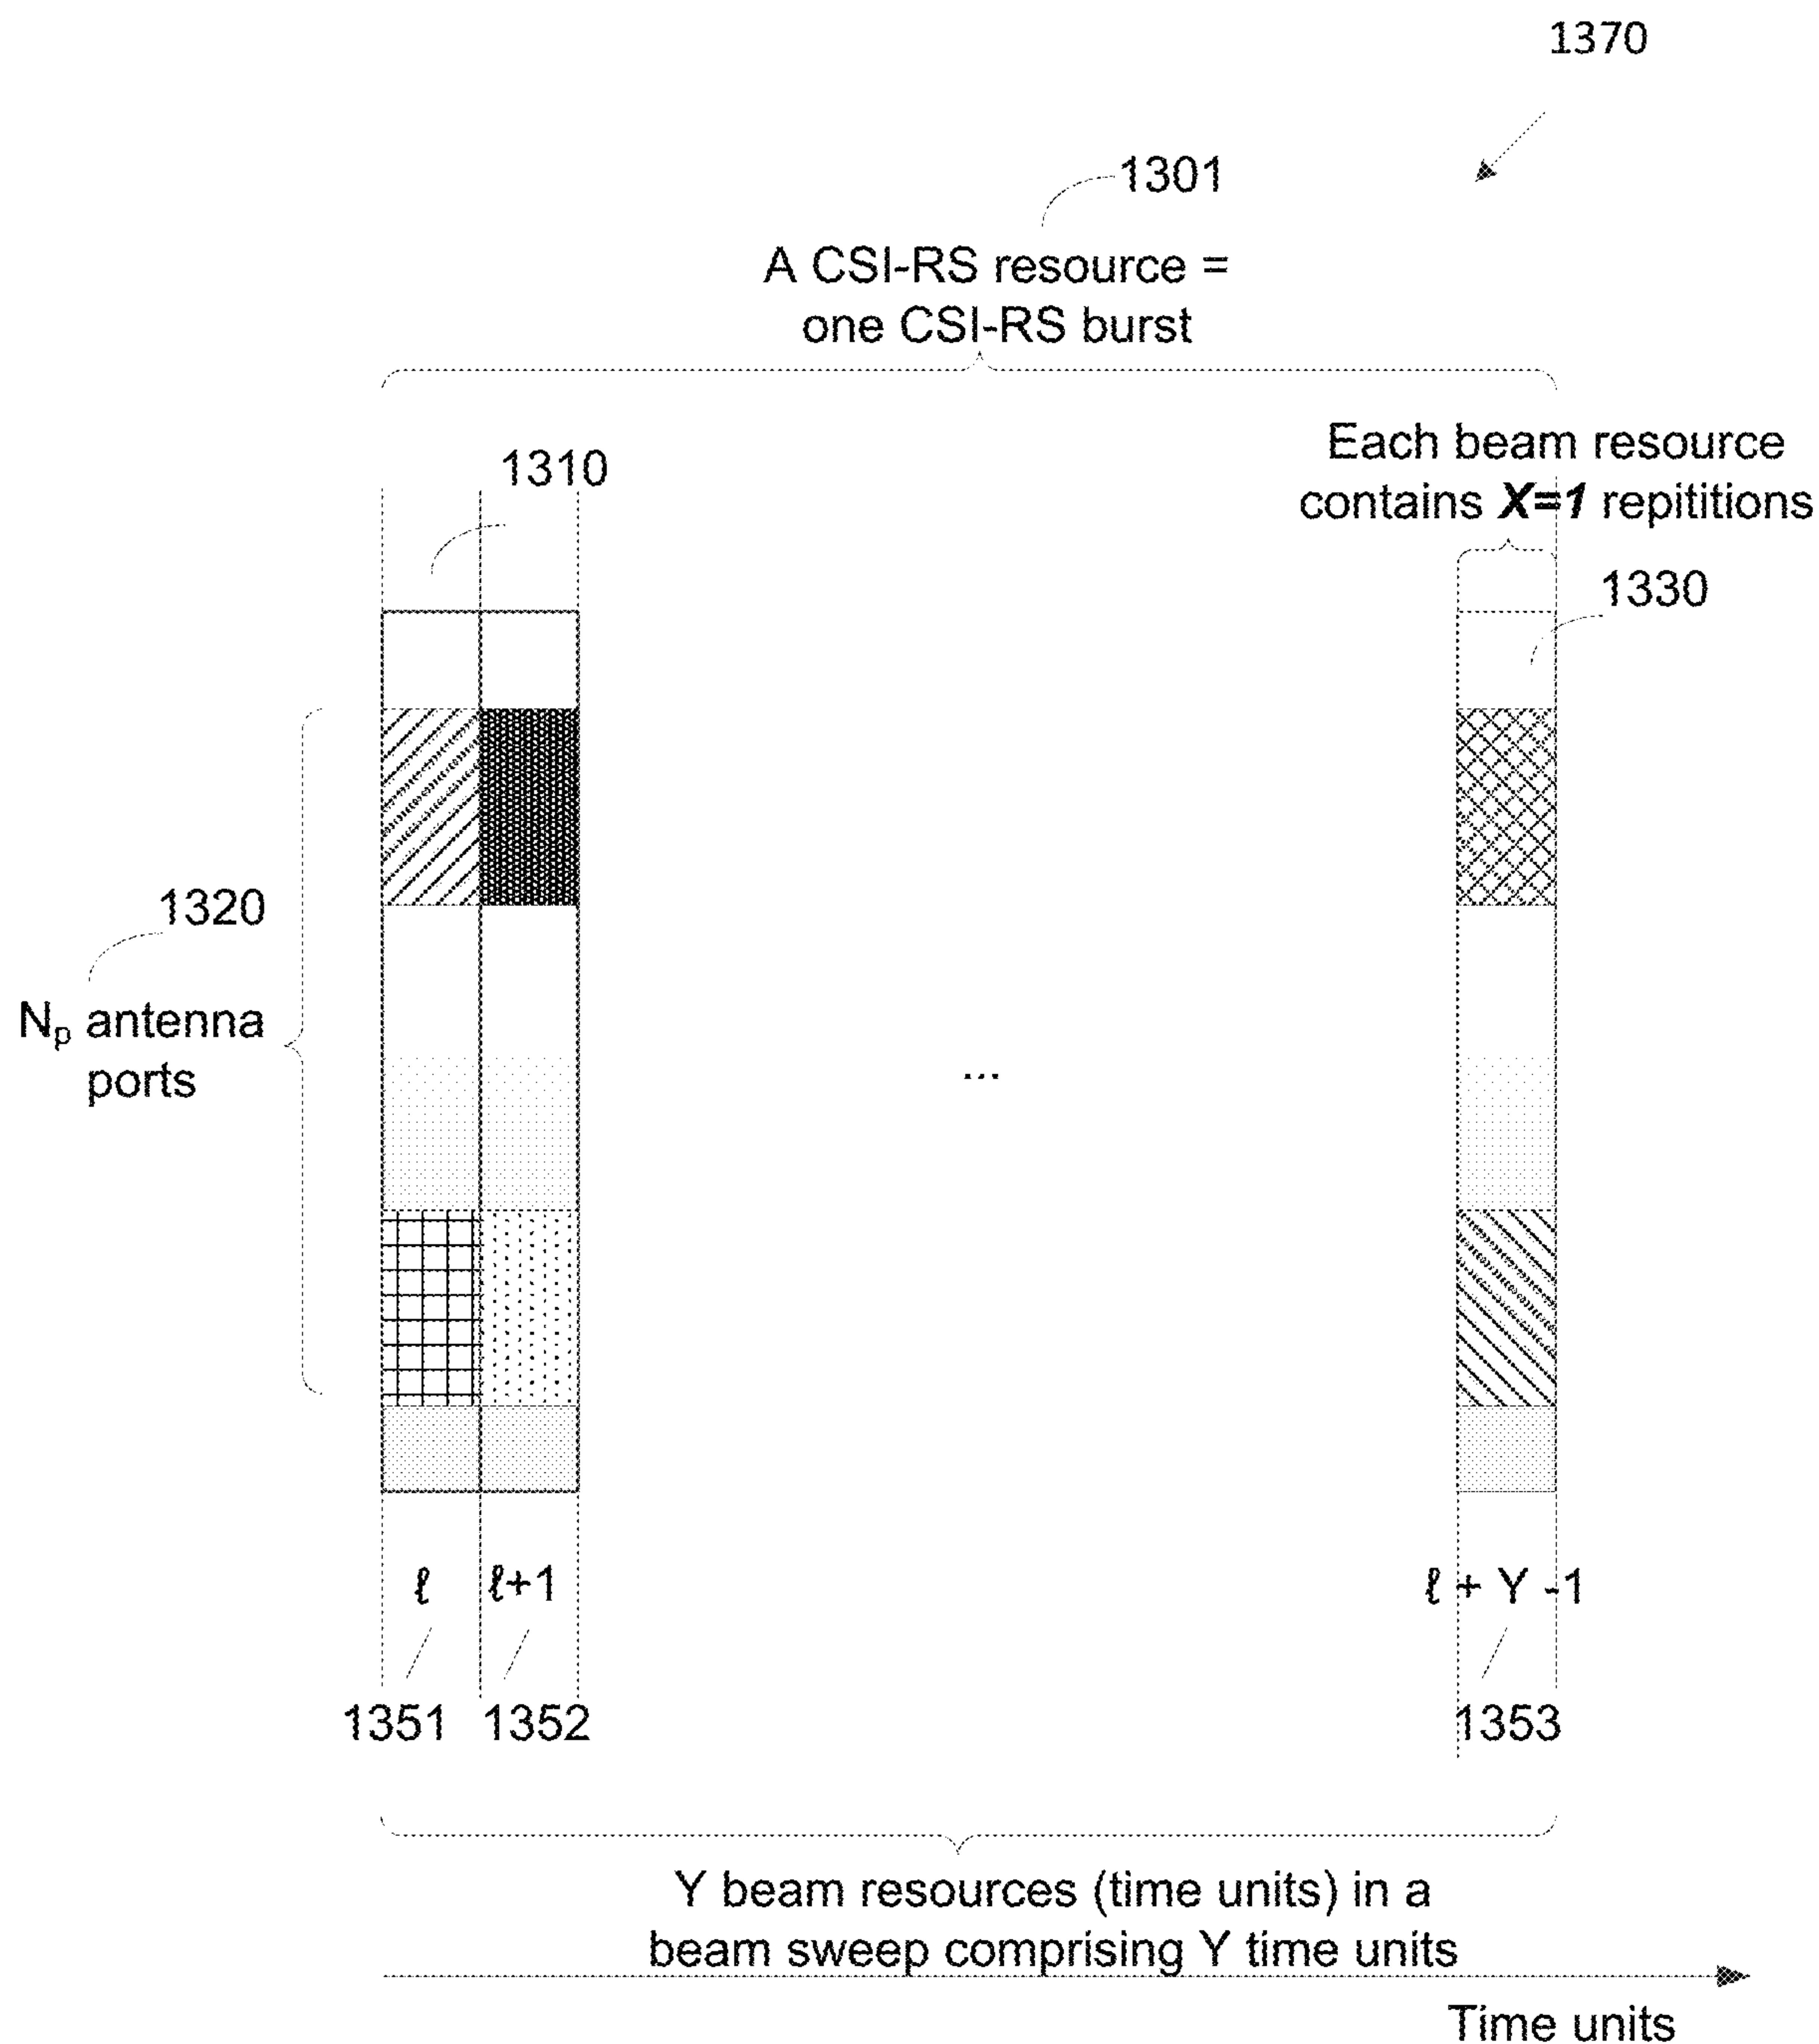 1370
1301
A CSI-RS resource =
one CSI-RS burst
1310
Each beam resource
contains X=1 repititions
1330
1320
Np antenna
ports
...
ℓ
ℓ+1
ℓ + Y -1
1351
1352
1353
Y beam resources (time units) in a
beam sweep comprising Y time units
Time units